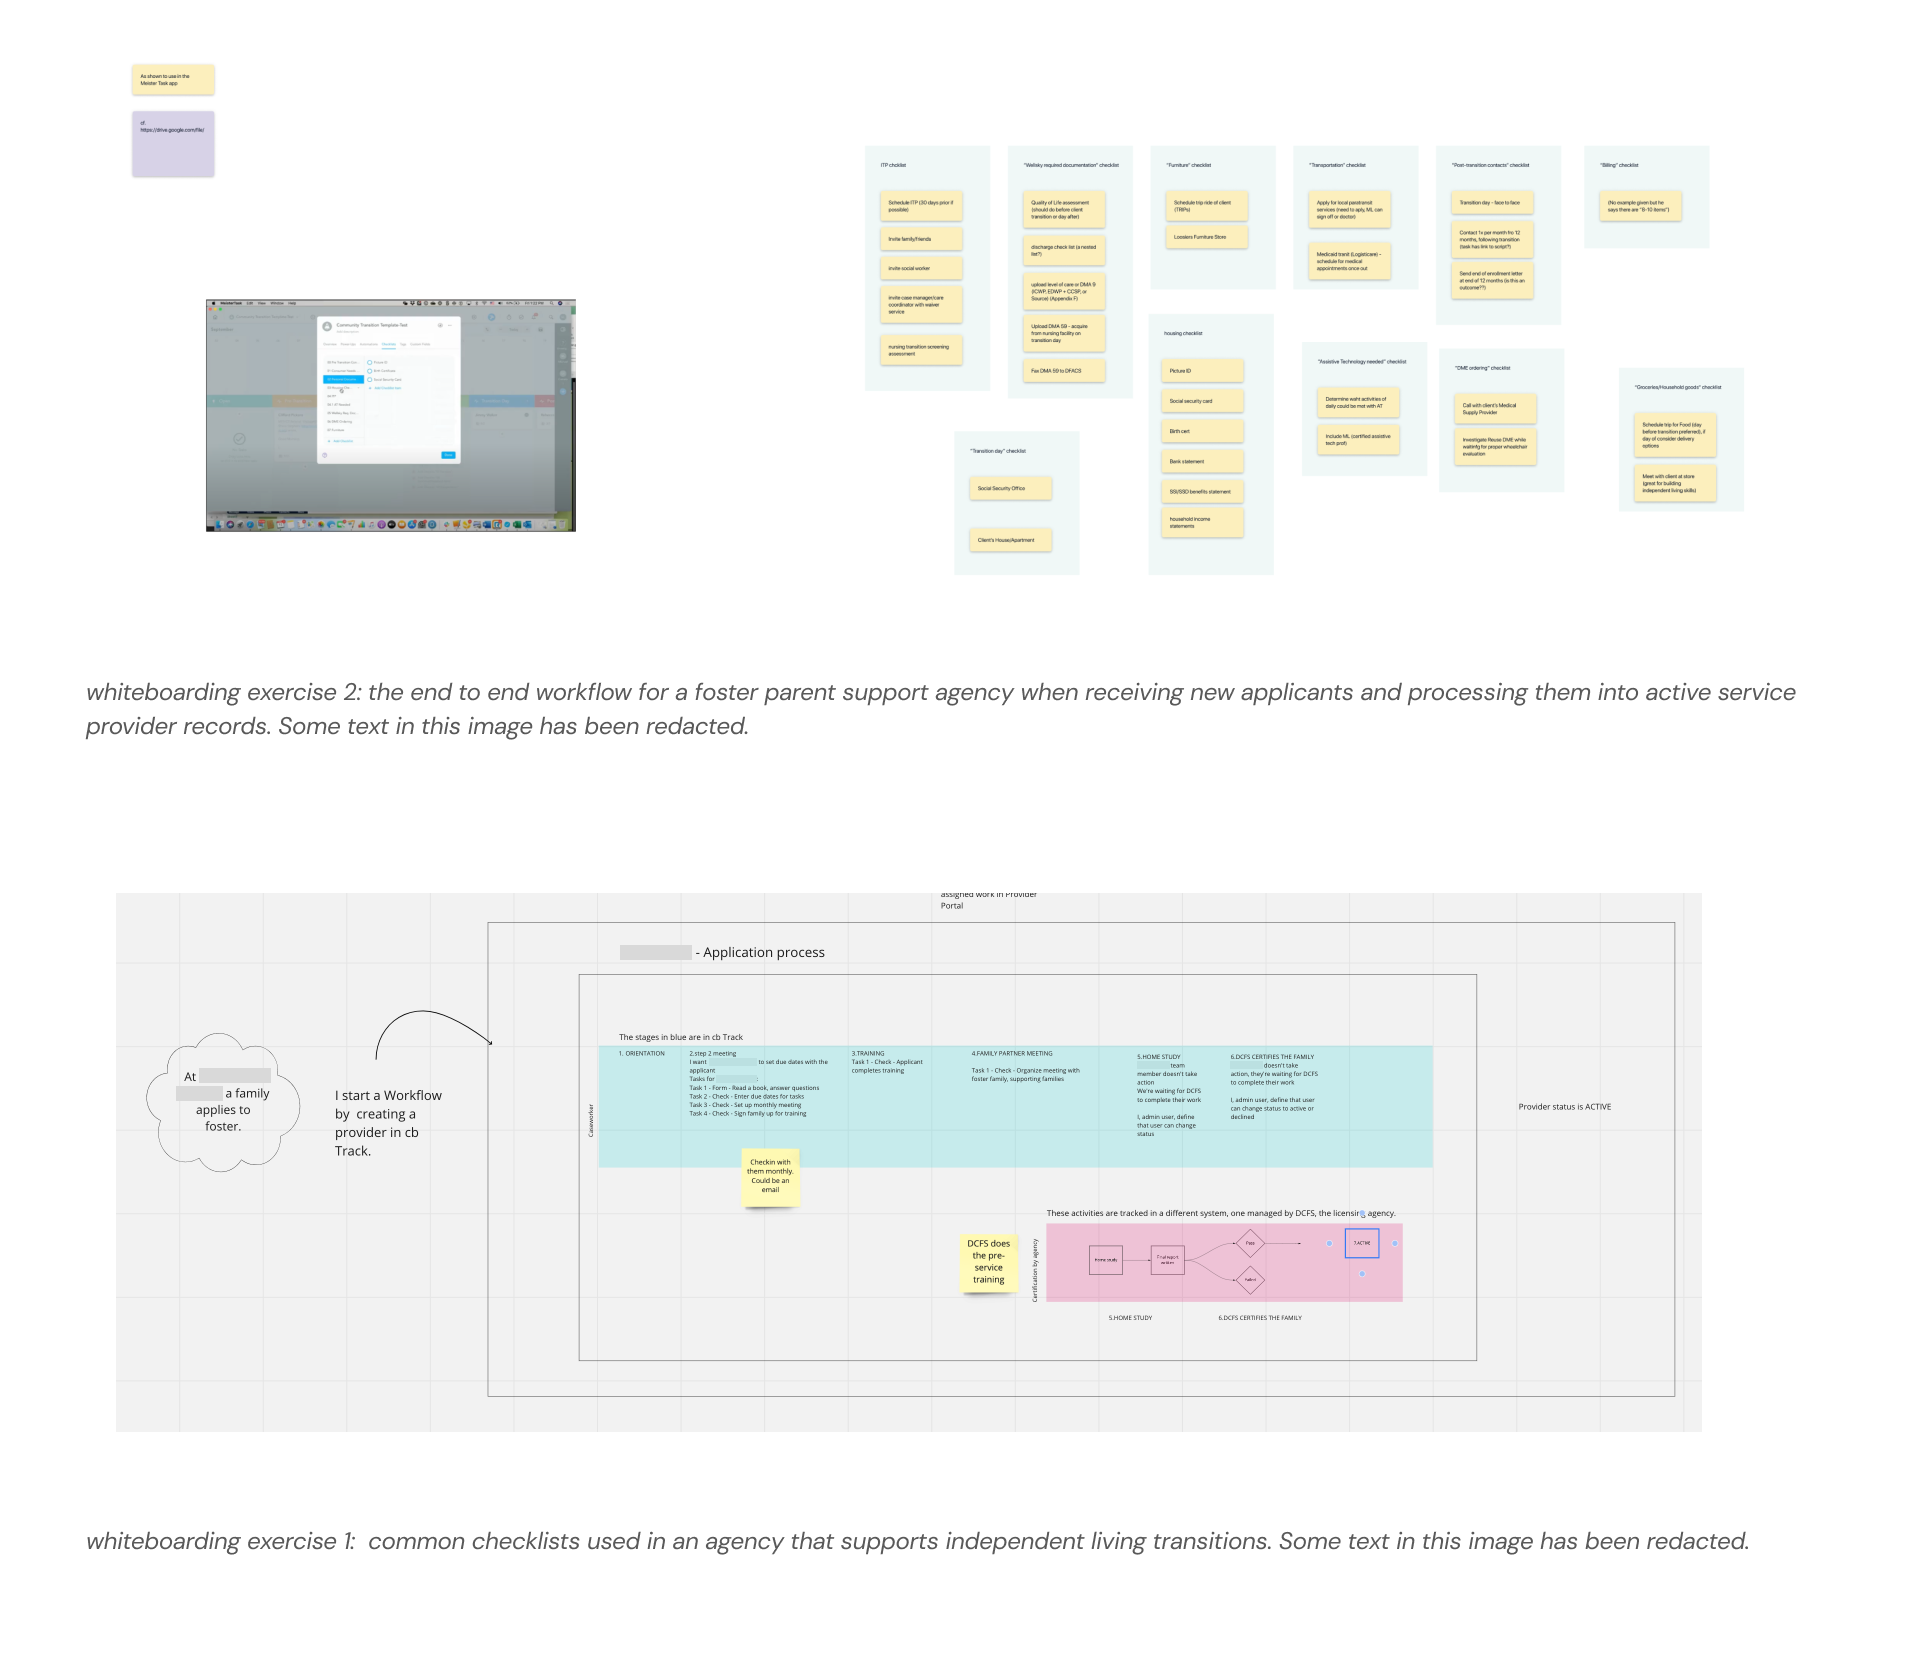 As shown to use in the
Meister Task app
cf.
https://drive.google.com/file/
ITP chcklist
Schedule ITP (30 days prior if
possible)
Invite family/friends
invite social worker
invite case manager/care
coordinator with waiver
service
nursing transition screening
assessment
"Wellsky required documentation" checklist
Quality of Life assessment
(should do before client
transition or day after)
discharge check list (a nested
list?)
upload level of care or DMA 9
(ICWP, EDWP + CCSP, or
Source) (Appendix F)
Upload DMA 59 - acquire
from nursing facility on
transition day
Fax DMA 59 to DFACS
"Furniture" checklist
Schedule trip ride of client
(TRIPs)
Loosiers Furniture Store
"Transportation" checklist
Apply for local paratransit
services (need to aply, ML can
sign off or doctor)
Medicaid tranit (Logisticare) -
schedule for medical
appointments once out
"Post-transition contacts" checklist
Transition day - face to face
Contact 1x per month fro 12
months, following transition
(task has link to script?)
Send end of enrollment letter
at end of 12 months (is this an
outcome??)
"Billing" checklist
(No example given but he
says there are "8-10 items")
"Transition day" checklist
Social Security Office
Client's House/Apartment
housing checklist
Picture ID
Social security card
Birth cert
Bank statement
SSI/SSD benefits statement
household income
statements
"Assistive Technology needed" checklist
Determine waht activities of
daily could be met with AT
Include ML (certified assistive
tech prof)
"DME ordering" checklist
Call with client's Medical
Supply Provider
Investigate Reuse DME while
waitinfg for proper wheelchair
evaluation
"Groceries/Household goods" checklist
Schedule trip for Food (day
before transition preferred), if
day of consider delivery
options
Meet with client at store
(great for building
independent living skills)
MeisterTask Edit View Window Help
Community Transition Template-Test
Checklists Tags Custom Fields
Picture ID
Birth Certificate
Social Security Card
whiteboarding exercise 2: the end to end workflow for a foster parent support agency when receiving new applicants and processing them into active service
provider records. Some text in this image has been redacted.
assigned work in Provider
Portal
- Application process
At
a family
applies to
foster.
I start a Workflow
by creating a
provider in cb
Track.
The stages in blue are in cb Track
Caseworker
1. ORIENTATION
2.step 2 meeting
I want to set due dates with the
applicant
Tasks for :
Task 1 - Form - Read a book, answer questions
Task 2 - Check - Enter due dates for tasks
Task 3 - Check - Set up monthly meeting
Task 4 - Check - Sign family up for training
3.TRAINING
Task 1 - Check - Applicant
completes training
4.FAMILY PARTNER MEETING
Task 1 - Check - Organize meeting with
foster family, supporting families
5.HOME STUDY
team
member doesn't take
action
We're waiting for DCFS
to complete their work
I, admin user, define
that user can change
status
6.DCFS CERTIFIES THE FAMILY
doesn't take
action, they're waiting for DCFS
to complete their work
I, admin user, define that user
can change status to active or
declined
Provider status is ACTIVE
Checkin with
them monthly.
Could be an
email
These activities are tracked in a different system, one managed by DCFS, the licensing agency.
DCFS does
the pre-
service
training
Certification by agency
Home study
Final report
written
Pass
Failed
7.ACTIVE
5.HOME STUDY
6.DCFS CERTIFIES THE FAMILY
whiteboarding exercise 1: common checklists used in an agency that supports independent living transitions. Some text in this image has been redacted.